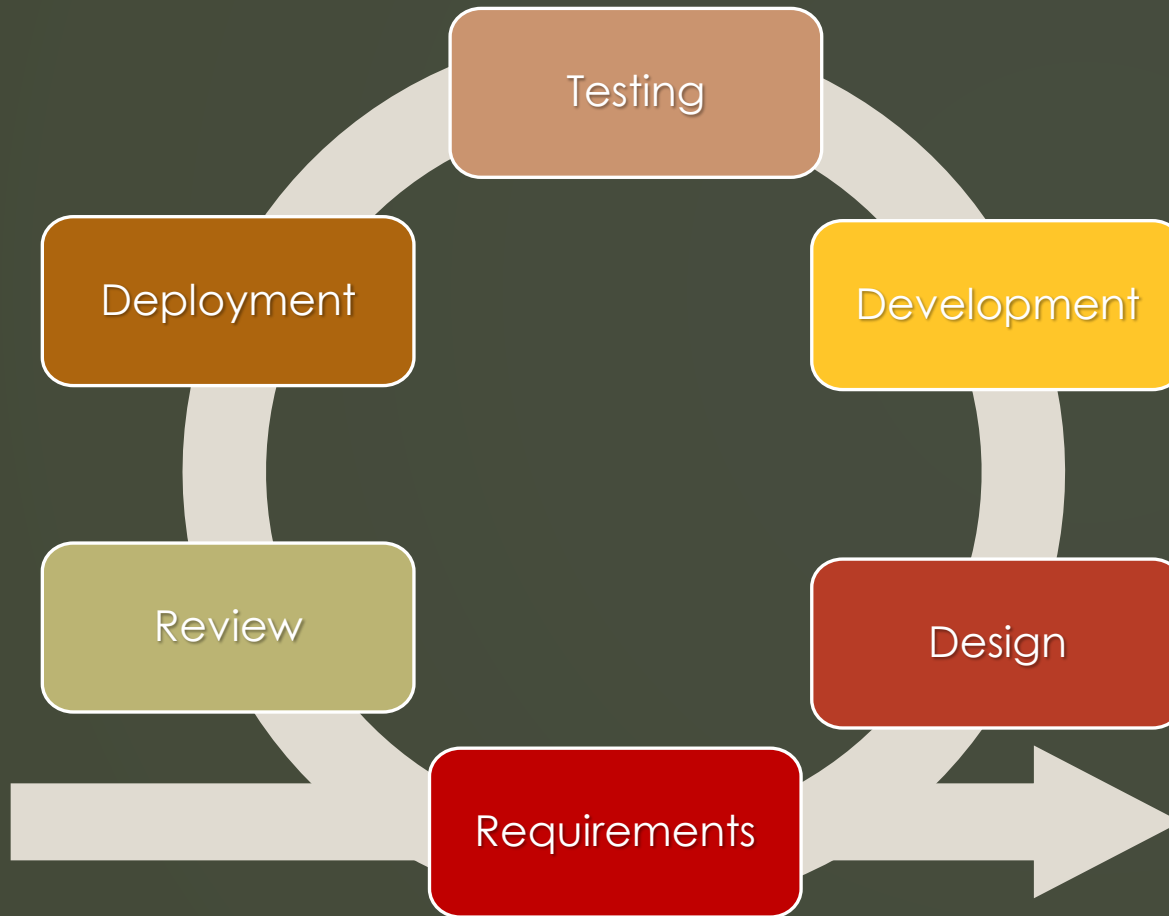 Testing
Deployment
Development
Review
Design
Requirements